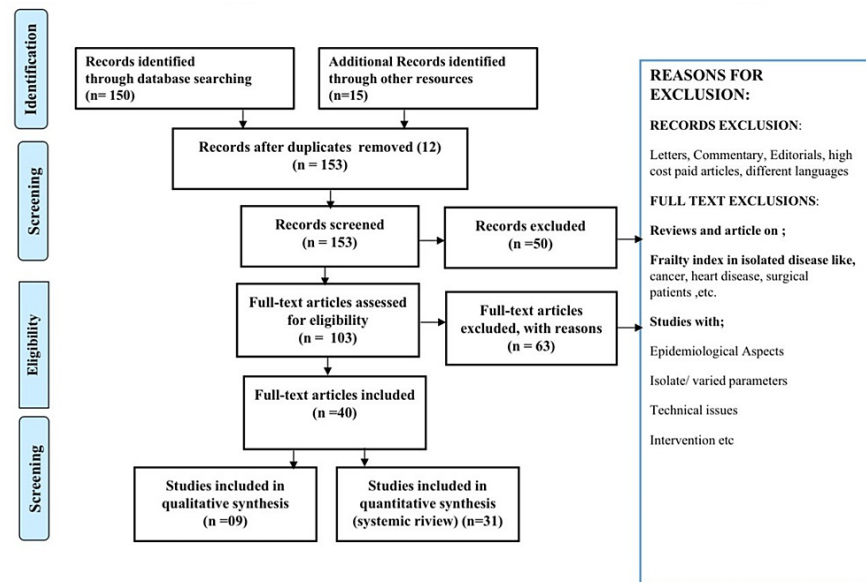 Identification
Records identified
through database searching
(n= 150)
Additional Records identified
through other resources
(n=15)
Records after duplicates removed (12)
(n = 153)
Screening
Records screened
(n = 153)
Records excluded
(n =50)
Eligibility
Full-text articles assessed
for eligibility
(n = 103)
Full-text articles
excluded, with reasons
(n = 63)
Full-text articles included
(n =40)
Screening
Studies included in
qualitative synthesis
(n =09)
Studies included in
quantitative synthesis
(systemic riview) (n=31)
REASONS FOR
EXCLUSION:
RECORDS EXCLUSION:
Letters, Commentary, Editorials, high
cost paid articles, different languages
FULL TEXT EXCLUSIONS:
Reviews and article on ;
Frailty index in isolated disease like,
cancer, heart disease, surgical
patients ,etc.
Studies with;
Epidemiological Aspects
Isolate/ varied parameters
Technical issues
Intervention etc